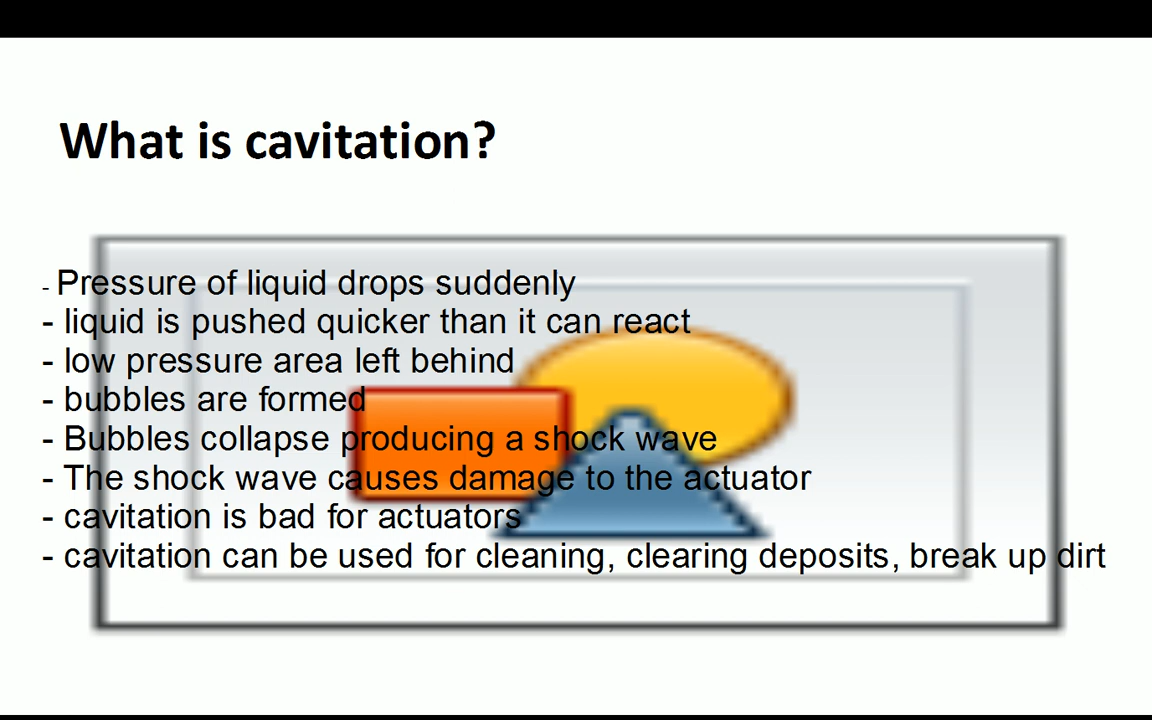 What is cavitation?
- Pressure of liquid drops suddenly
- liquid is pushed quicker than it can react
- low pressure area left behind
- bubbles are formed
- Bubbles collapse producing a shock wave
- The shock wave causes damage to the actuator
- cavitation is bad for actuators
- cavitation can be used for cleaning, clearing deposits, break up dirt